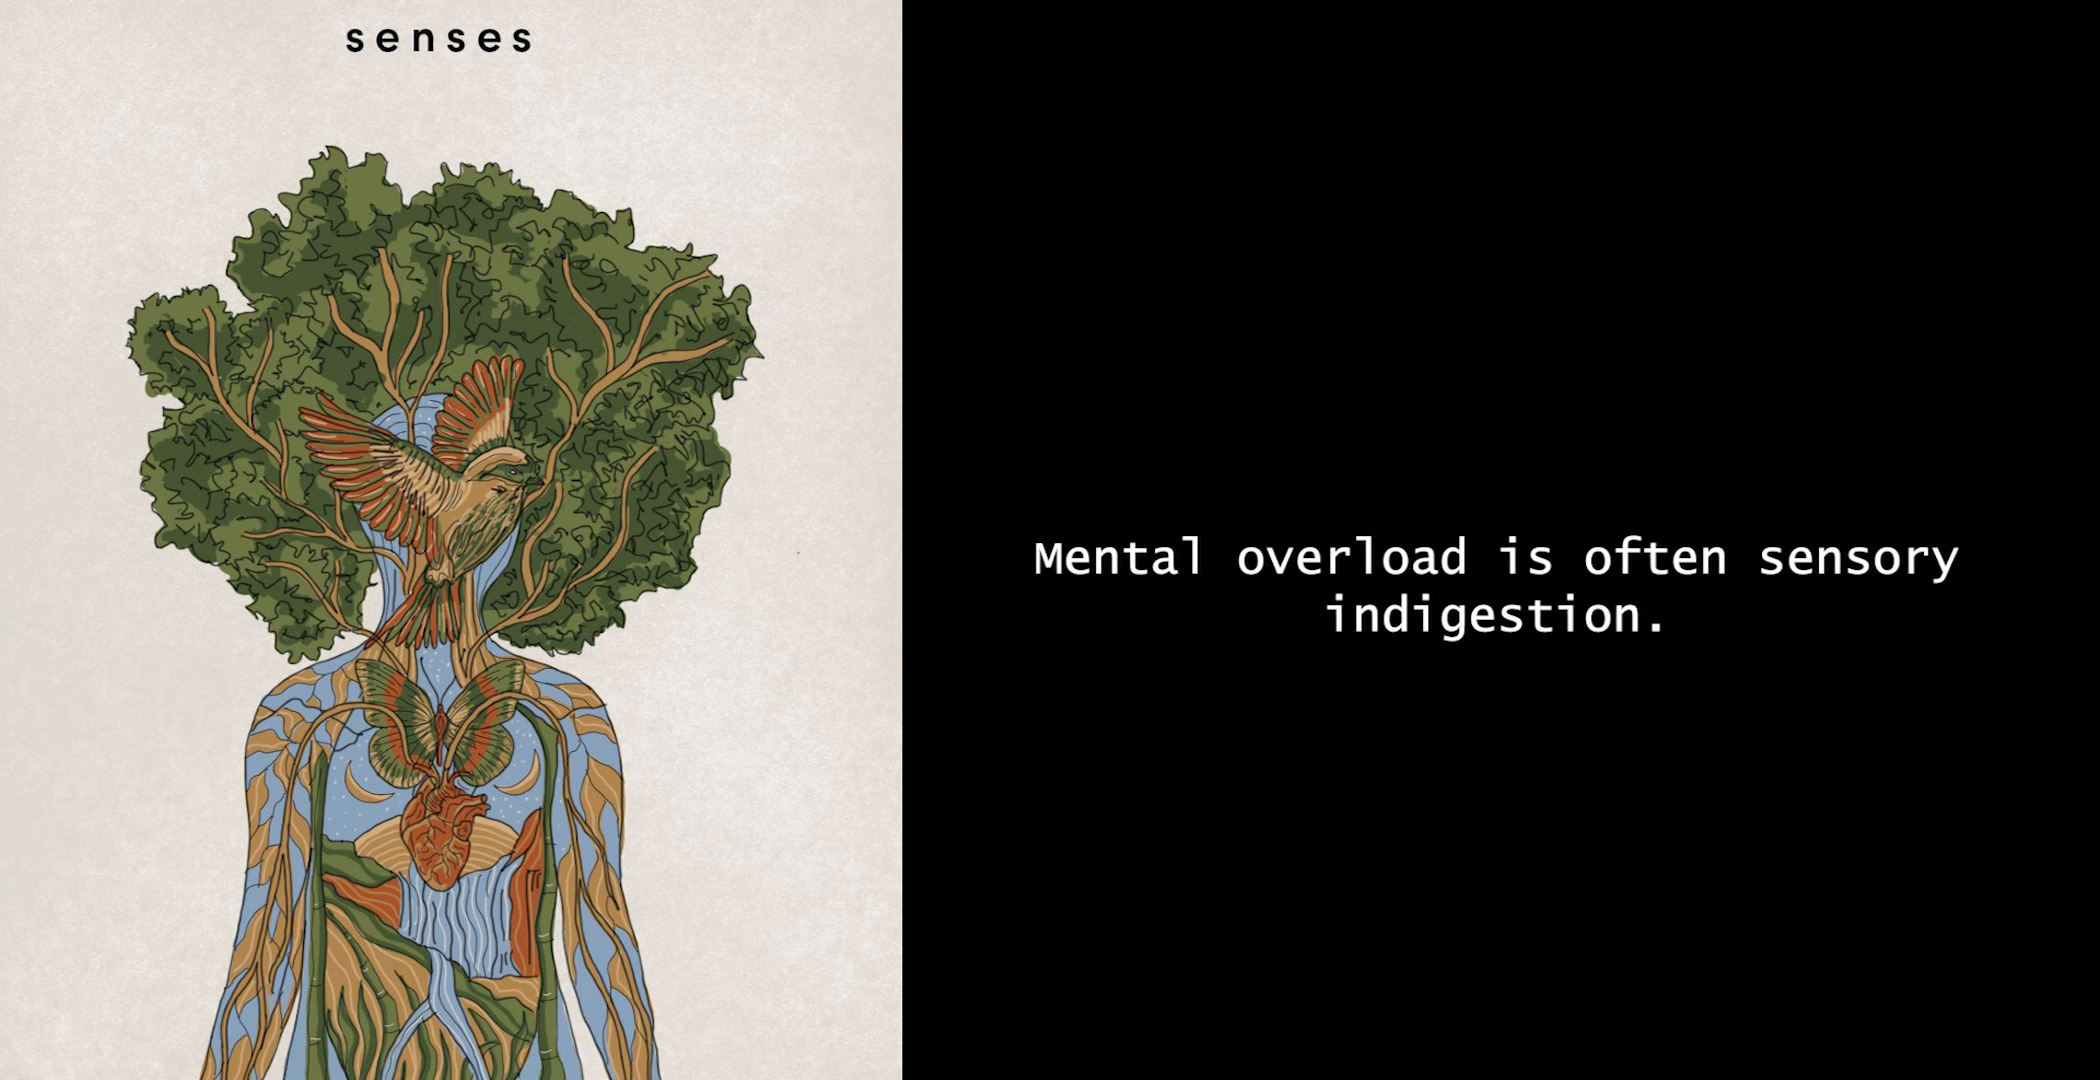 senses
Mental overload is often sensory
indigestion.